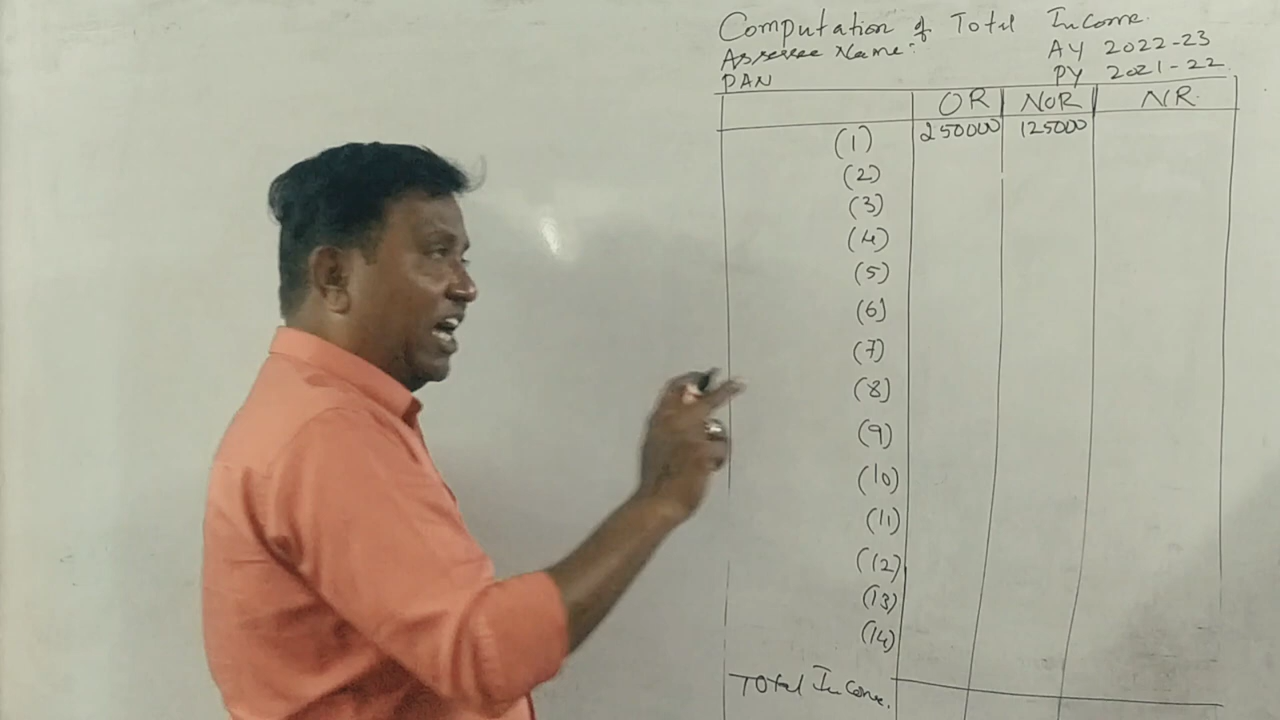 Computation of Total Income.
Assessee Name: AY 2022-23
PAN PY 2021-22
OR NOR NR
(1) 250000 125000
(2)
(3)
(4)
(5)
(6)
(7)
(8)
(9)
(10)
(11)
(12)
(13)
(14)
Total Income.